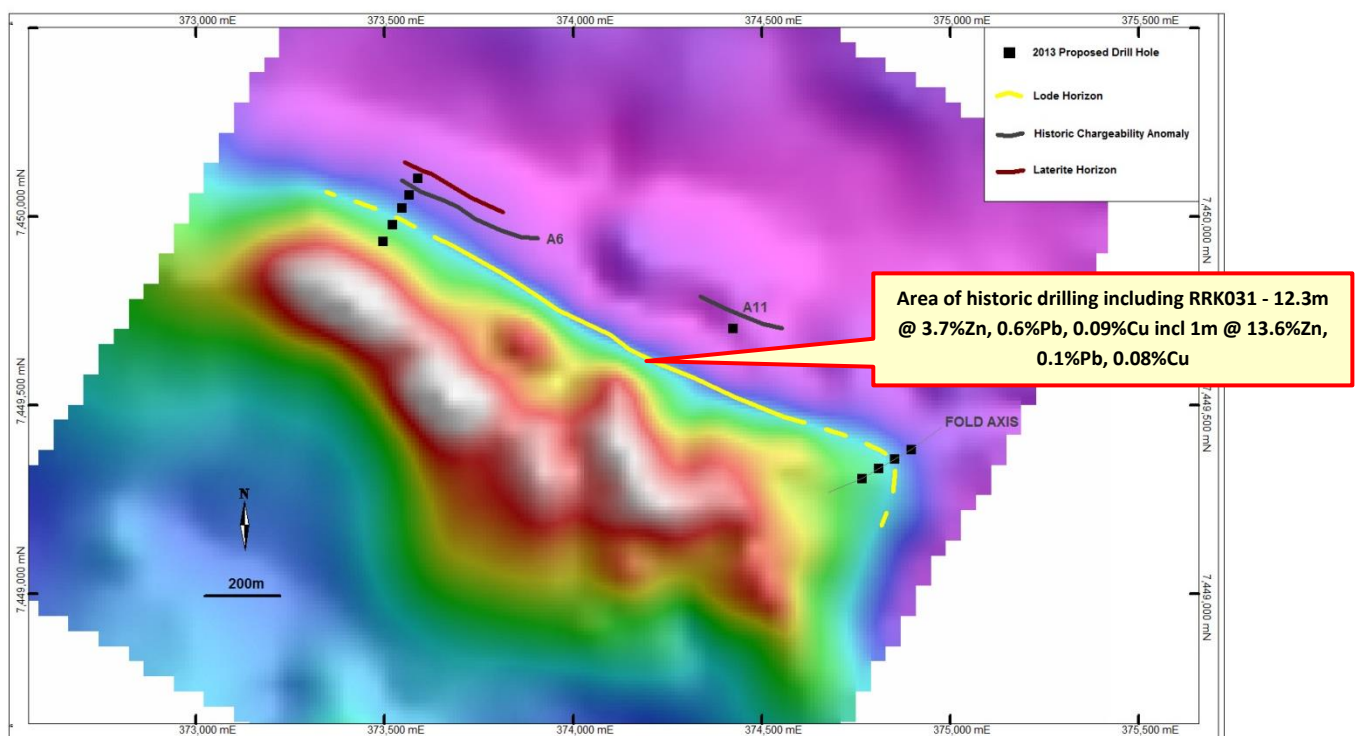 373,000 mE
373,500 mE
374,000 mE
374,500 mE
375,000 mE
375,500 mE
2013 Proposed Drill Hole
Lode Horizon
Historic Chargeability Anomaly
Laterite Horizon
7,450,000 mN
7,450,000 mN
A6
A11
Area of historic drilling including RRK031 - 12.3m
@ 3.7%Zn, 0.6%Pb, 0.09%Cu incl 1m @ 13.6%Zn,
0.1%Pb, 0.08%Cu
7,449,500 mN
7,449,500 mN
FOLD AXIS
N
200m
7,449,000 mN
7,449,000 mN
373,000 mE
373,500 mE
374,000 mE
374,500 mE
375,000 mE
375,500 mE